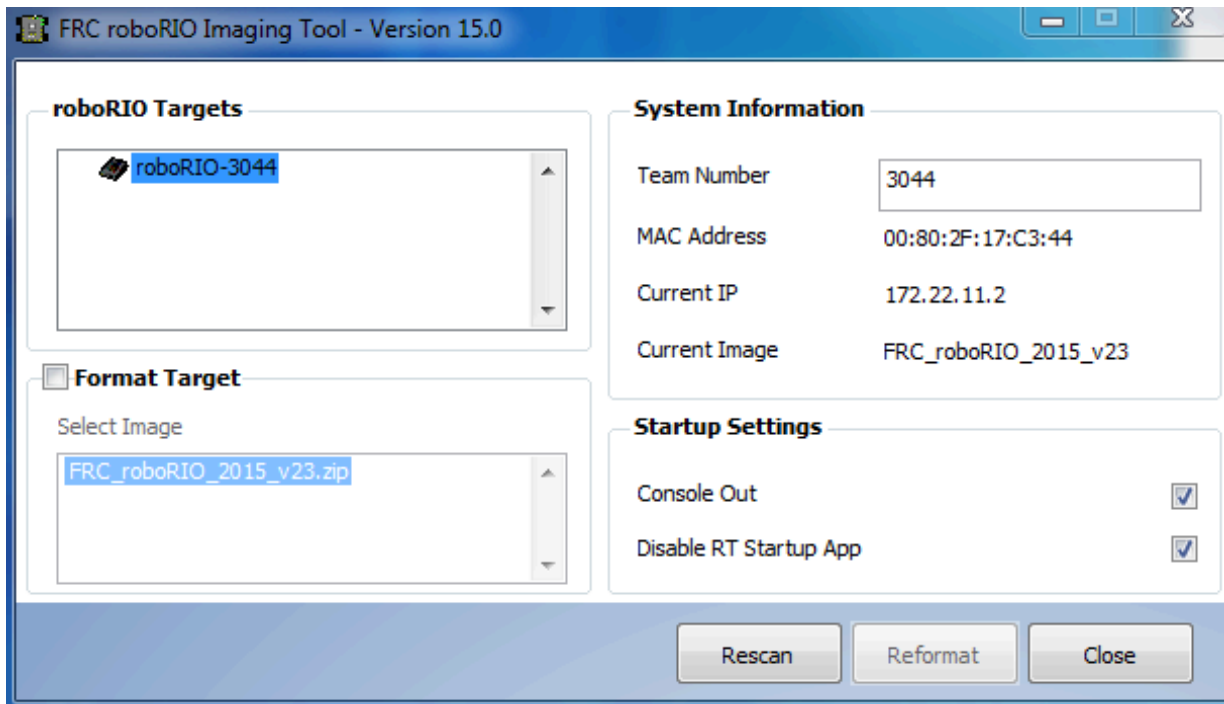 FRC roboRIO Imaging Tool - Version 15.0
roboRIO Targets
roboRIO-3044
Format Target
Select Image
FRC_roboRIO_2015_v23.zip
System Information
Team Number 3044
MAC Address 00:80:2F:17:C3:44
Current IP 172.22.11.2
Current Image FRC_roboRIO_2015_v23
Startup Settings
Console Out
Disable RT Startup App
Rescan Reformat Close